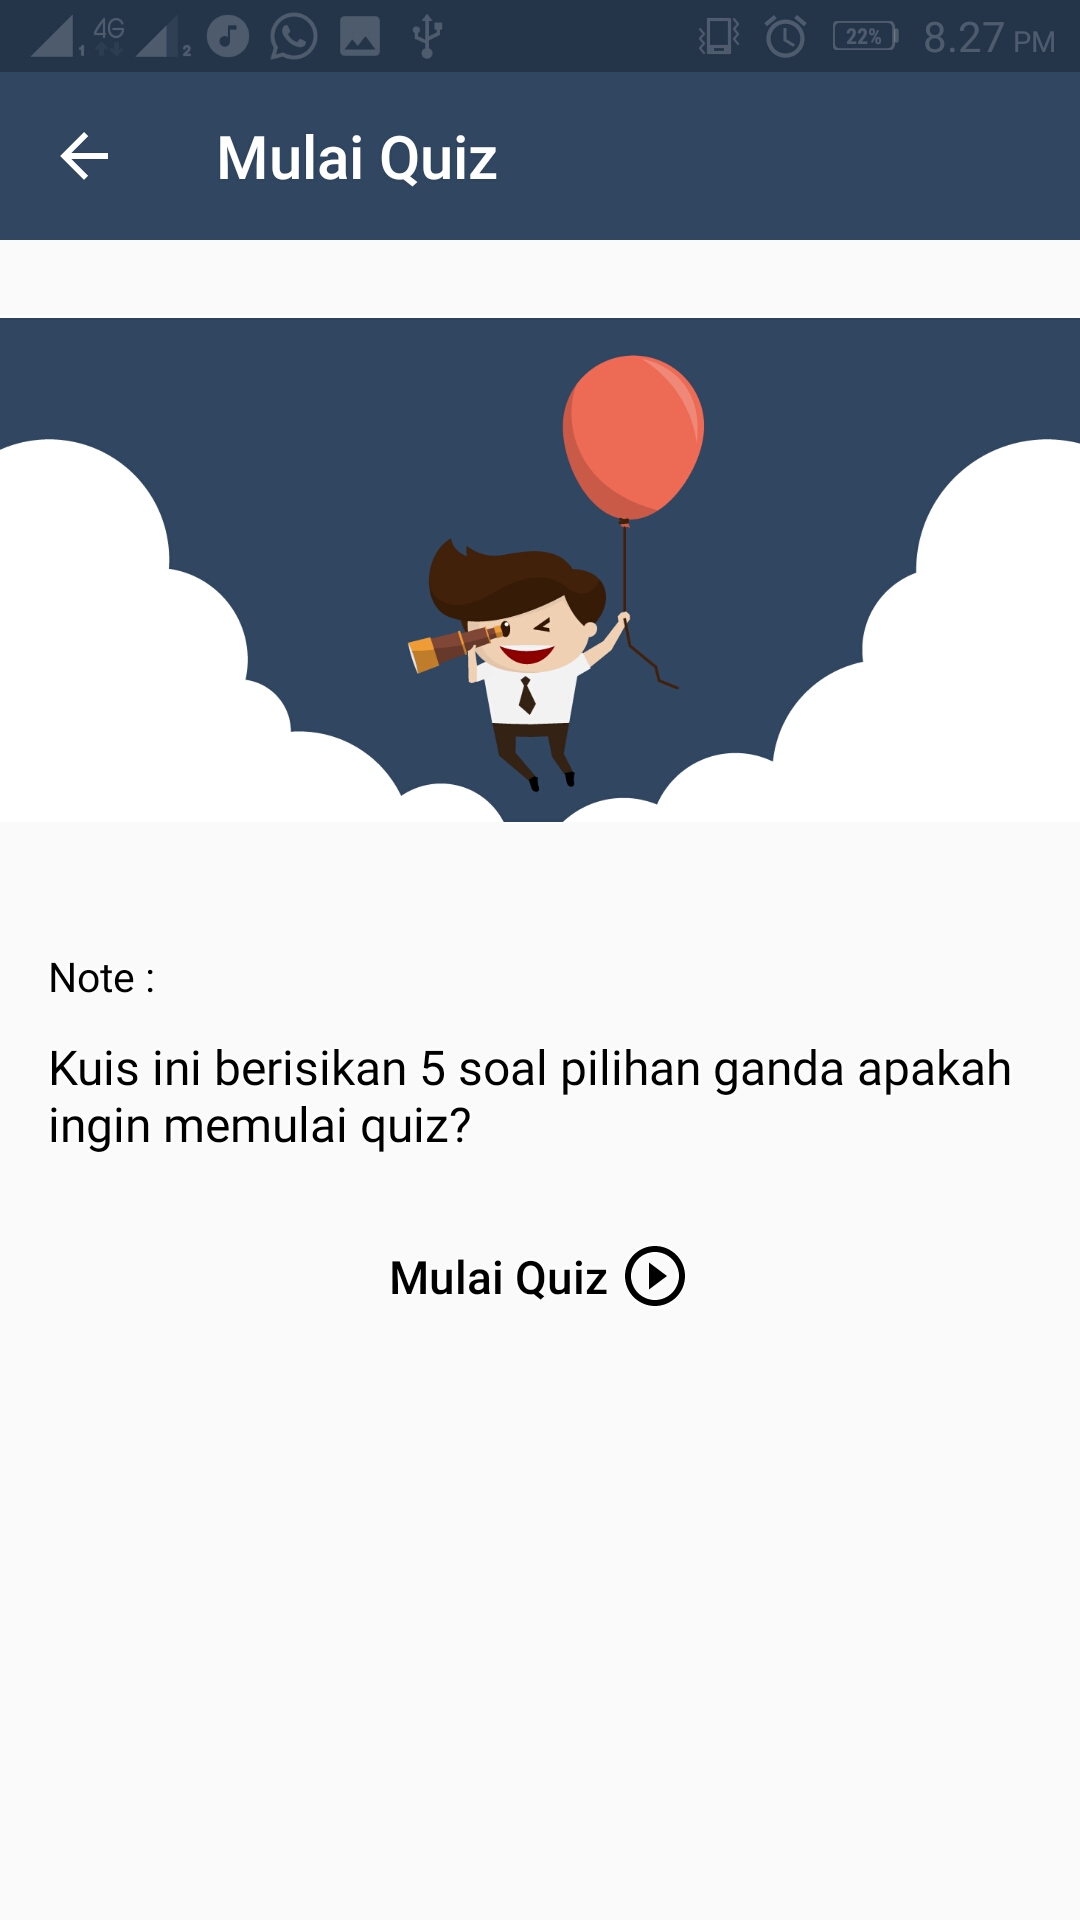 1 4G 2 22% 8.27 PM
Mulai Quiz
Note :
Kuis ini berisikan 5 soal pilihan ganda apakah
ingin memulai quiz?
Mulai Quiz